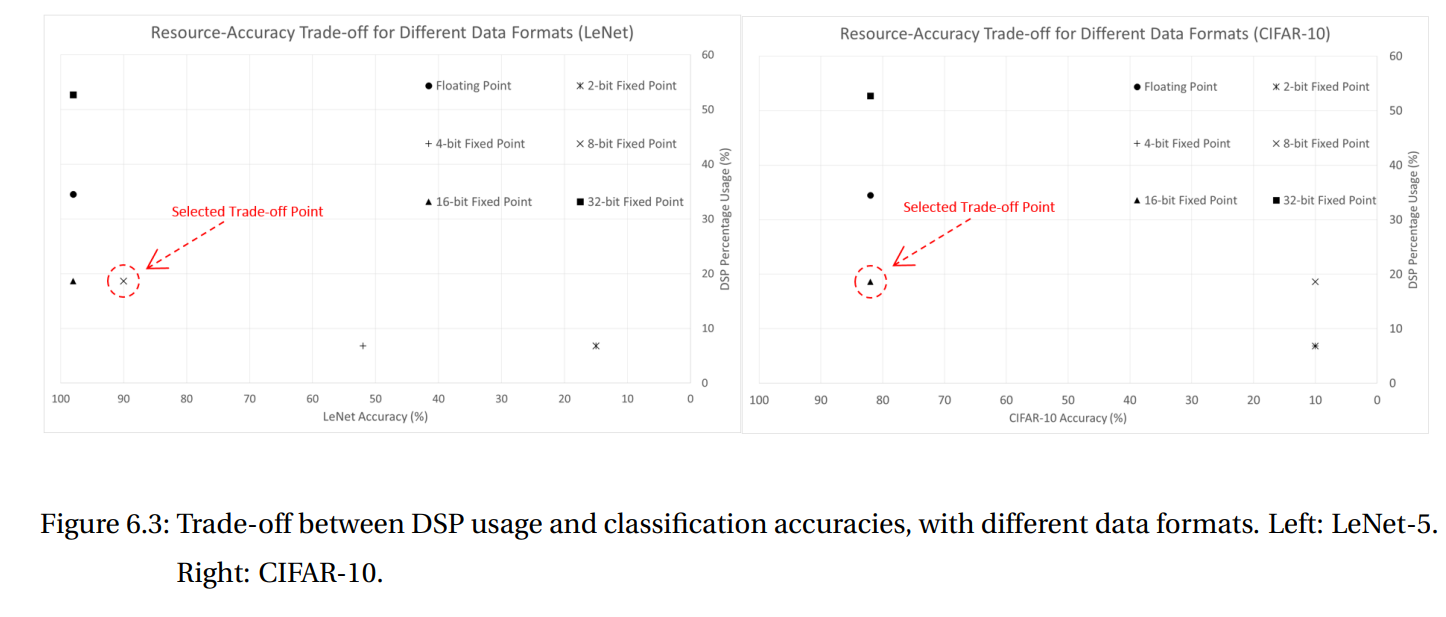 Resource-Accuracy Trade-off for Different Data Formats (LeNet)
60
50
40
30
20
10
0
DSP Percentage Usage (%)
Floating Point
2-bit Fixed Point
4-bit Fixed Point
8-bit Fixed Point
16-bit Fixed Point
32-bit Fixed Point
Selected Trade-off Point
100 90 80 70 60 50 40 30 20 10 0
LeNet Accuracy (%)
Resource-Accuracy Trade-off for Different Data Formats (CIFAR-10)
60
50
40
30
20
10
0
DSP Percentage Usage (%)
Floating Point
2-bit Fixed Point
4-bit Fixed Point
8-bit Fixed Point
16-bit Fixed Point
32-bit Fixed Point
Selected Trade-off Point
100 90 80 70 60 50 40 30 20 10 0
CIFAR-10 Accuracy (%)
Figure 6.3: Trade-off between DSP usage and classification accuracies, with different data formats. Left: LeNet-5.
Right: CIFAR-10.